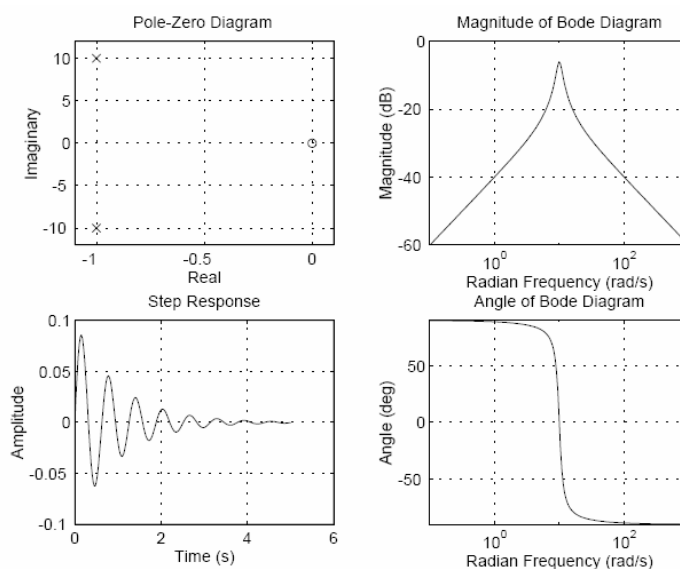 Pole-Zero Diagram
10
5
0
-5
-10
Imaginary
-1
-0.5
0
Real
Magnitude of Bode Diagram
0
-20
-40
-60
Magnitude (dB)
10^0
10^2
Radian Frequency (rad/s)
Step Response
0.1
0.05
0
-0.05
-0.1
Amplitude
0
2
4
6
Time (s)
Angle of Bode Diagram
50
0
-50
Angle (deg)
10^0
10^2
Radian Frequency (rad/s)